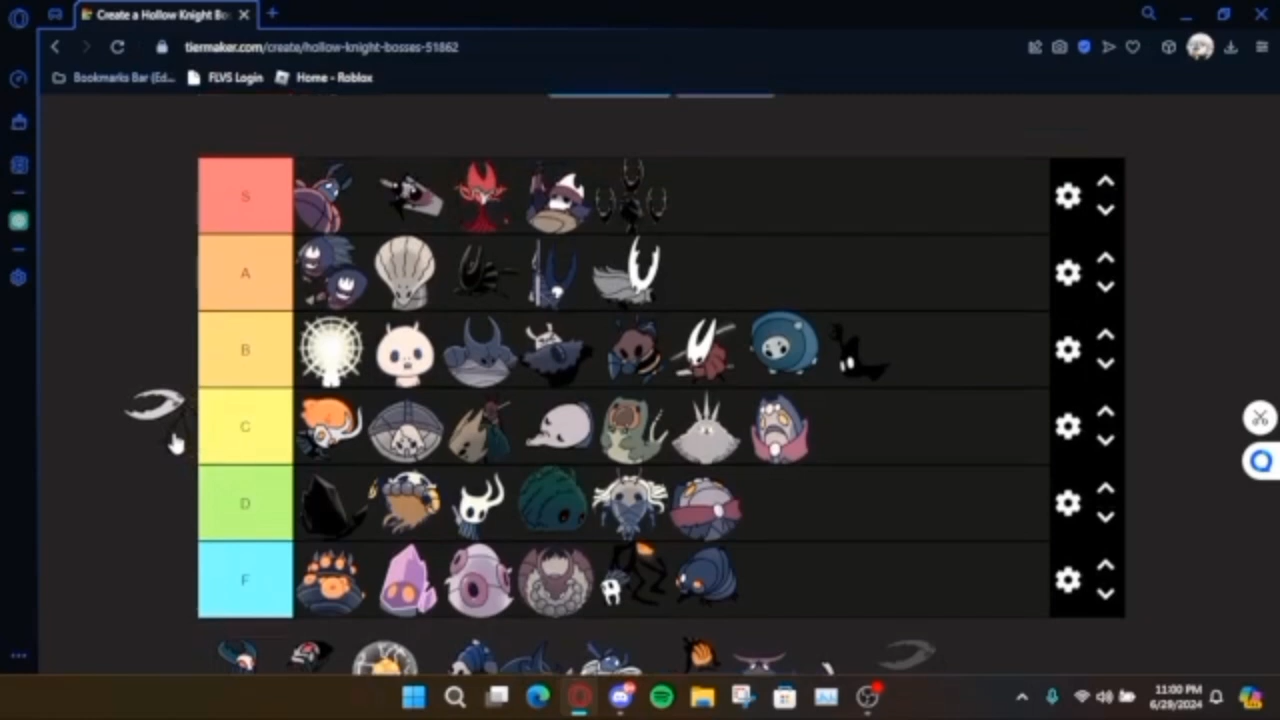 Create a Hollow Knight Bo
tiermaker.com/create/hollow-knight-bosses-51862
Bookmarks Bar (Ed... FLVS Login Home - Roblox
S
A
B
C
D
F
11:00 PM
6/29/2024